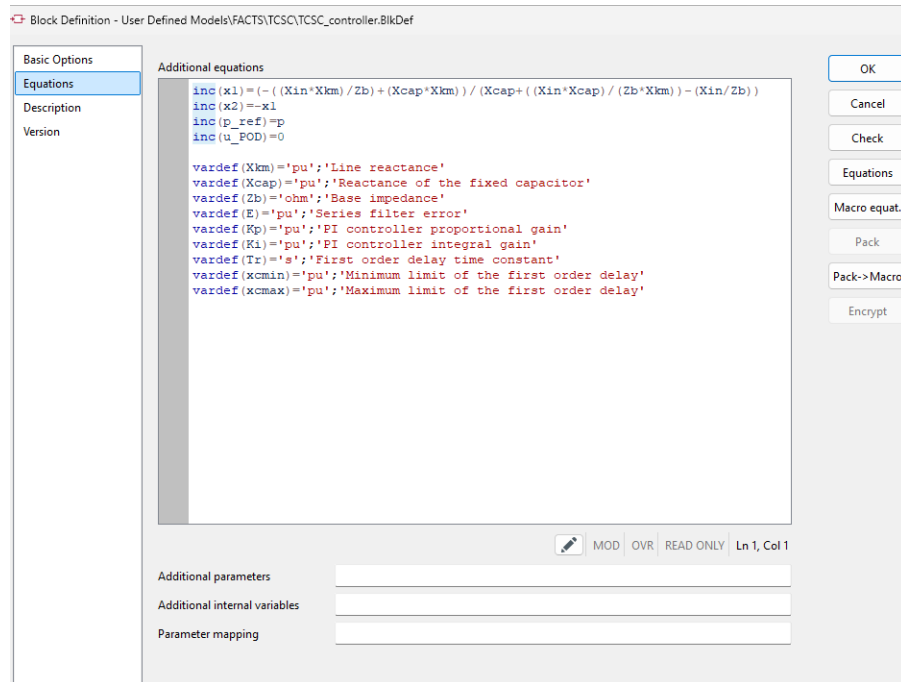 Block Definition - User Defined Models\FACTS\TCSC\TCSC_controller.BlkDef
Basic Options
Equations
Description
Version
Additional equations
inc(x1)=(-((Xin*Xkm)/Zb)+(Xcap*Xkm))/(Xcap+((Xin*Xcap)/(Zb*Xkm))-(Xin/Zb))
inc(x2)=-x1
inc(p_ref)=p
inc(u_POD)=0
vardef(Xkm)='pu';'Line reactance'
vardef(Xcap)='pu';'Reactance of the fixed capacitor'
vardef(Zb)='ohm';'Base impedance'
vardef(E)='pu';'Series filter error'
vardef(Kp)='pu';'PI controller proportional gain'
vardef(Ki)='pu';'PI controller integral gain'
vardef(Tr)='s';'First order delay time constant'
vardef(xcmin)='pu';'Minimum limit of the first order delay'
vardef(xcmax)='pu';'Maximum limit of the first order delay'
MOD OVR READ ONLY Ln 1, Col 1
Additional parameters
Additional internal variables
Parameter mapping
OK
Cancel
Check
Equations
Macro equat.
Pack
Pack->Macro
Encrypt